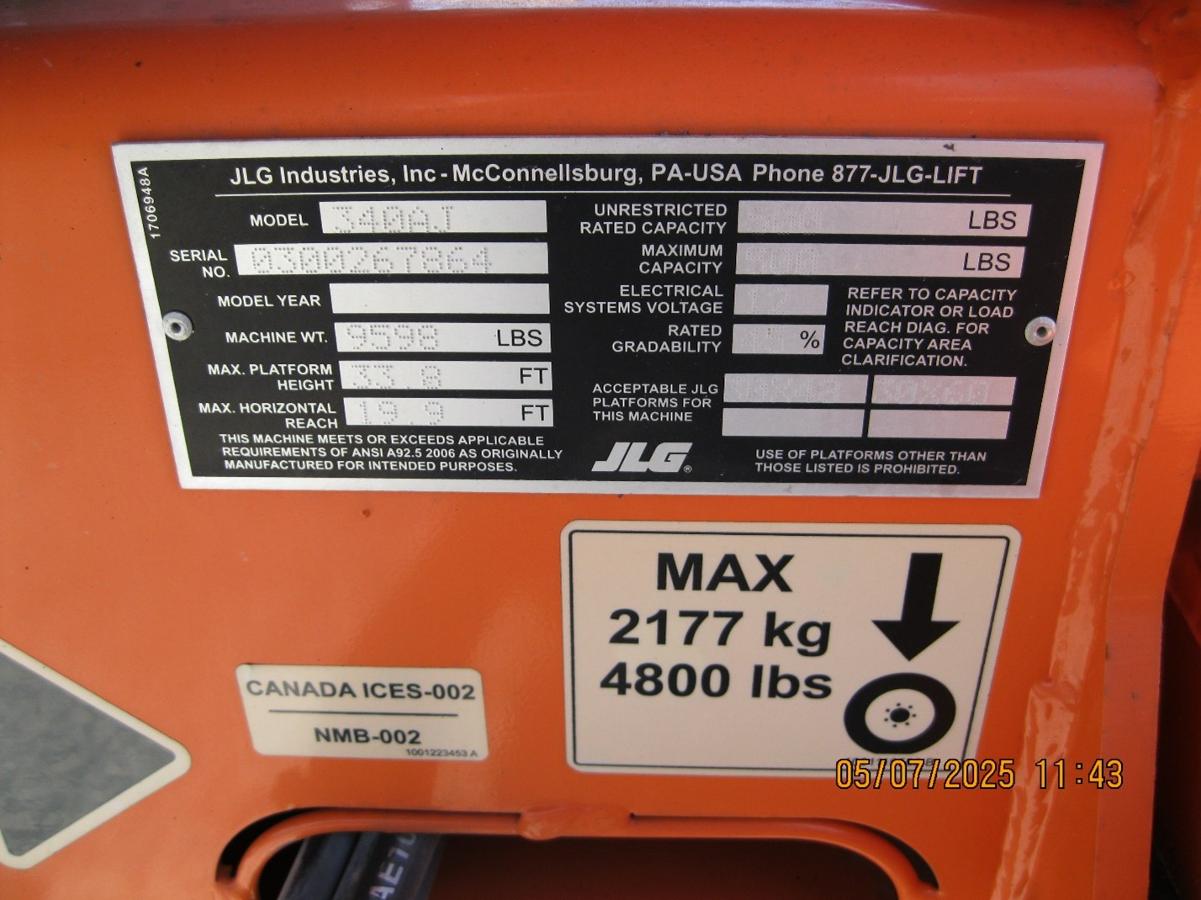 1706948A
JLG Industries, Inc - McConnellsburg, PA-USA Phone 877-JLG-LIFT
MODEL 340AJ
SERIAL NO. 0300267864
MODEL YEAR
MACHINE WT. 9598 LBS
MAX. PLATFORM HEIGHT 33.8 FT
MAX. HORIZONTAL REACH 19.9 FT
THIS MACHINE MEETS OR EXCEEDS APPLICABLE
REQUIREMENTS OF ANSI A92.5 2006 AS ORIGINALLY
MANUFACTURED FOR INTENDED PURPOSES.
UNRESTRICTED
RATED CAPACITY LBS
MAXIMUM
CAPACITY LBS
ELECTRICAL
SYSTEMS VOLTAGE
RATED
GRADABILITY %
REFER TO CAPACITY
INDICATOR OR LOAD
REACH DIAG. FOR
CAPACITY AREA
CLARIFICATION.
ACCEPTABLE JLG
PLATFORMS FOR
THIS MACHINE
JLG®
USE OF PLATFORMS OTHER THAN
THOSE LISTED IS PROHIBITED.
MAX
2177 kg
4800 lbs
CANADA ICES-002
NMB-002
1001223453 A
05/07/2025 11:43